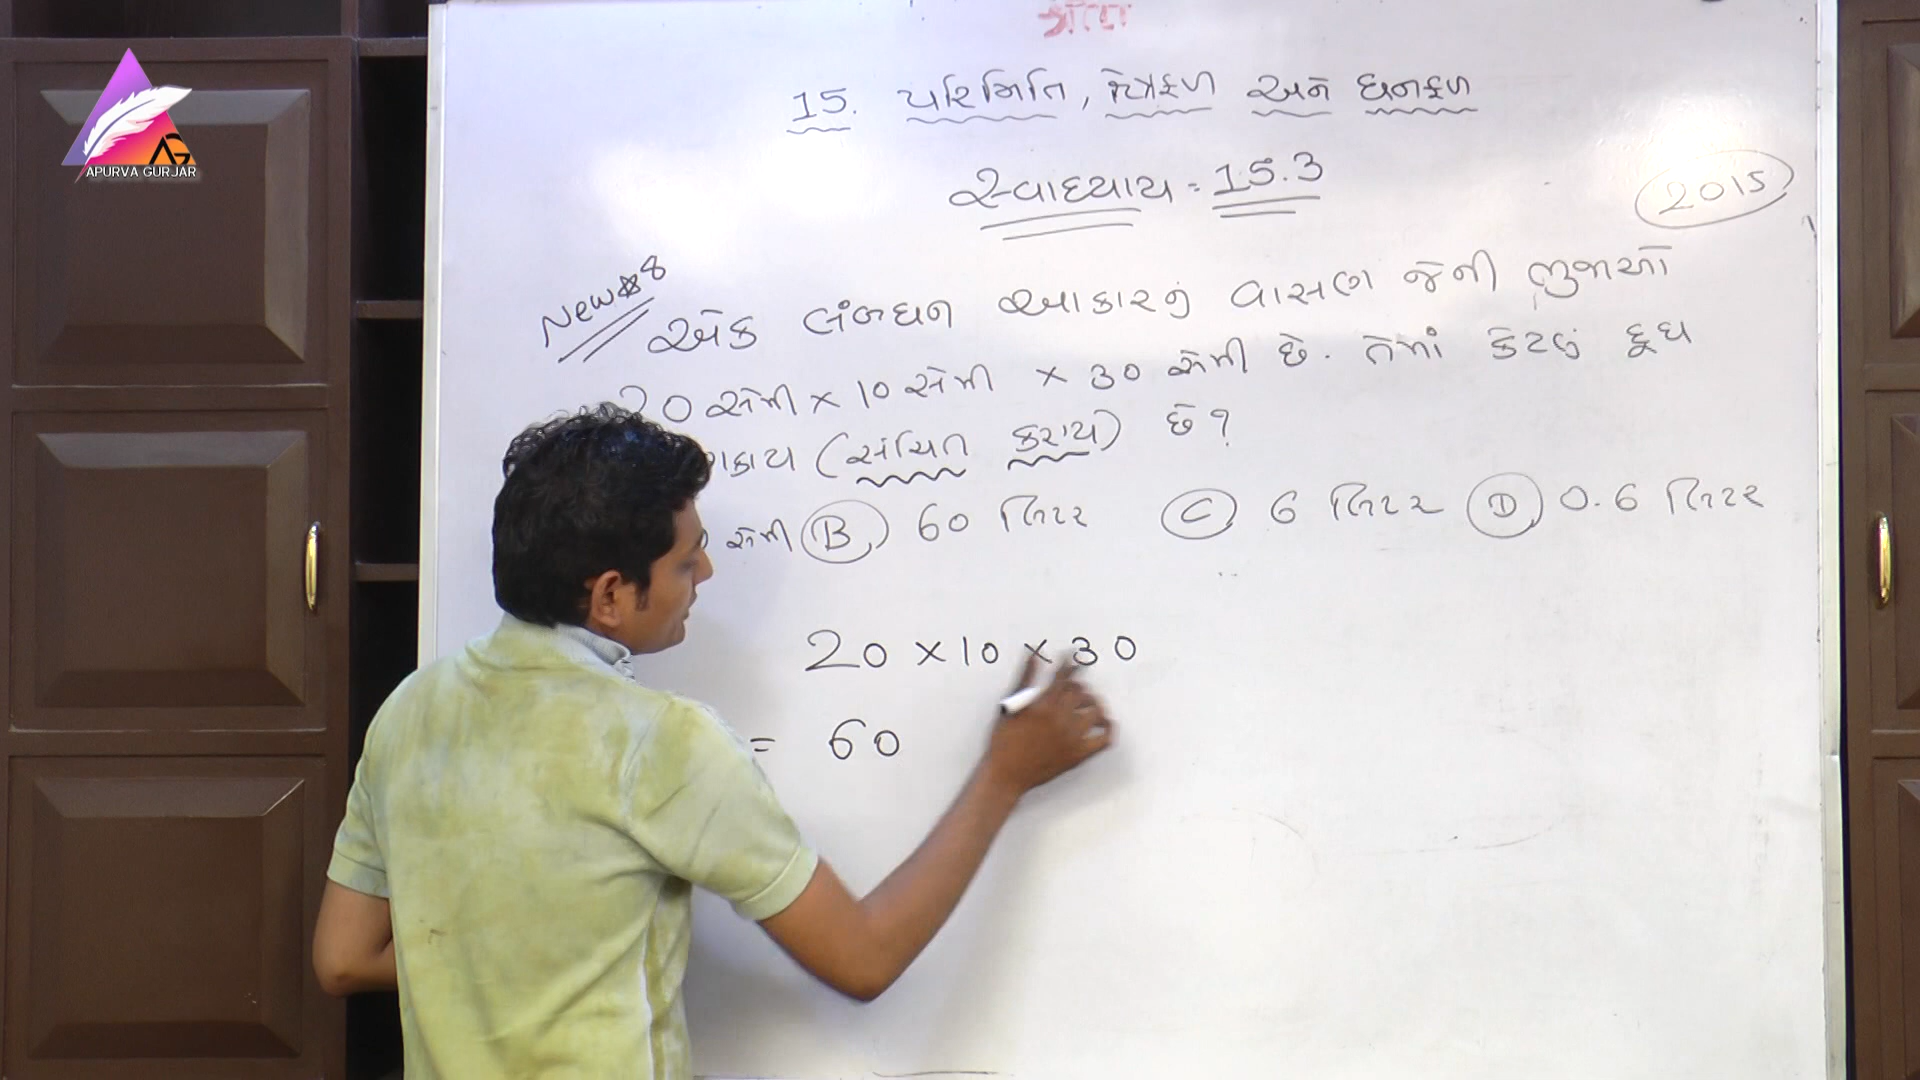 APURVA GURJAR
15. પરિમિતિ, ક્ષેત્રફળ અને ઘનફળ
સ્વાધ્યાય = 15.3
2015
New * 8
એક લંબઘન આકારનું વાસણ જેની ભુજાઓ
20 સેમી × 10 સેમી × 30 સેમી છે. તેમાં કેટલું દૂધ
શકાય (સંચિત કરાય) છે?
સેમી B 60 લિટર C 6 લિટર D 0.6 લિટર
20 × 10 × 30
= 60